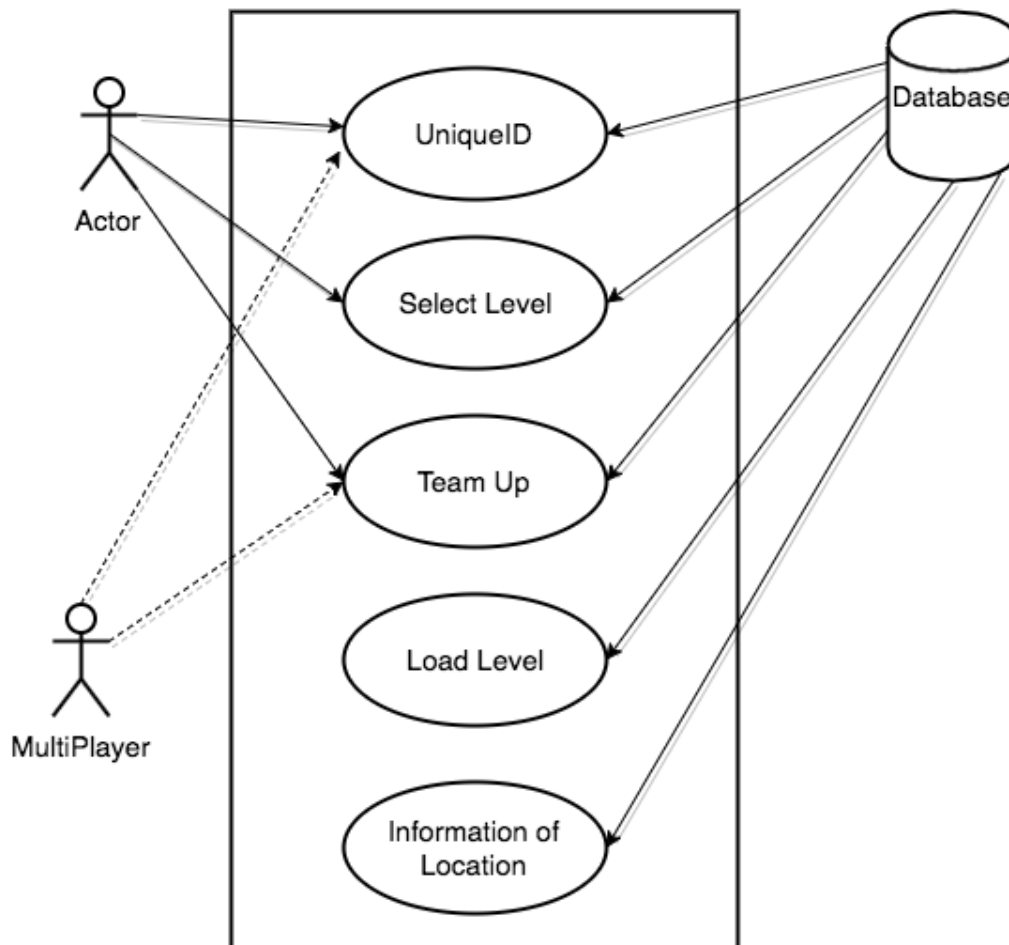 UniqueID
Database
Actor
Select Level
Team Up
Load Level
MultiPlayer
Information of
Location